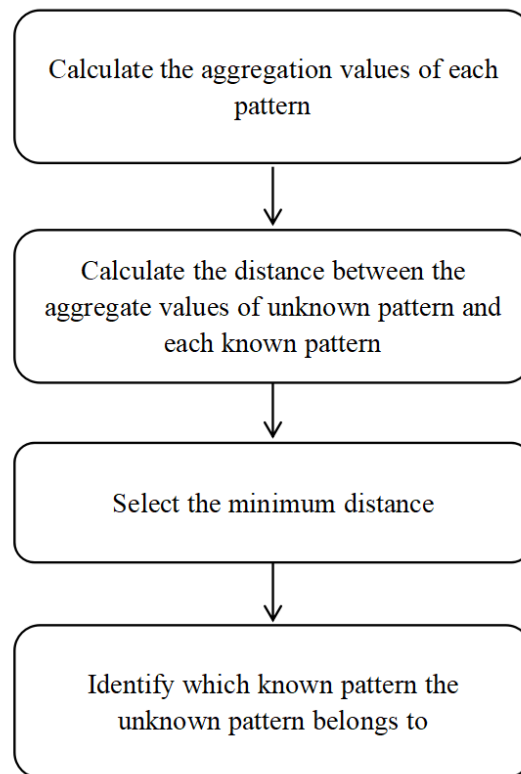 Calculate the aggregation values of each
pattern
Calculate the distance between the
aggregate values of unknown pattern and
each known pattern
Select the minimum distance
Identify which known pattern the
unknown pattern belongs to